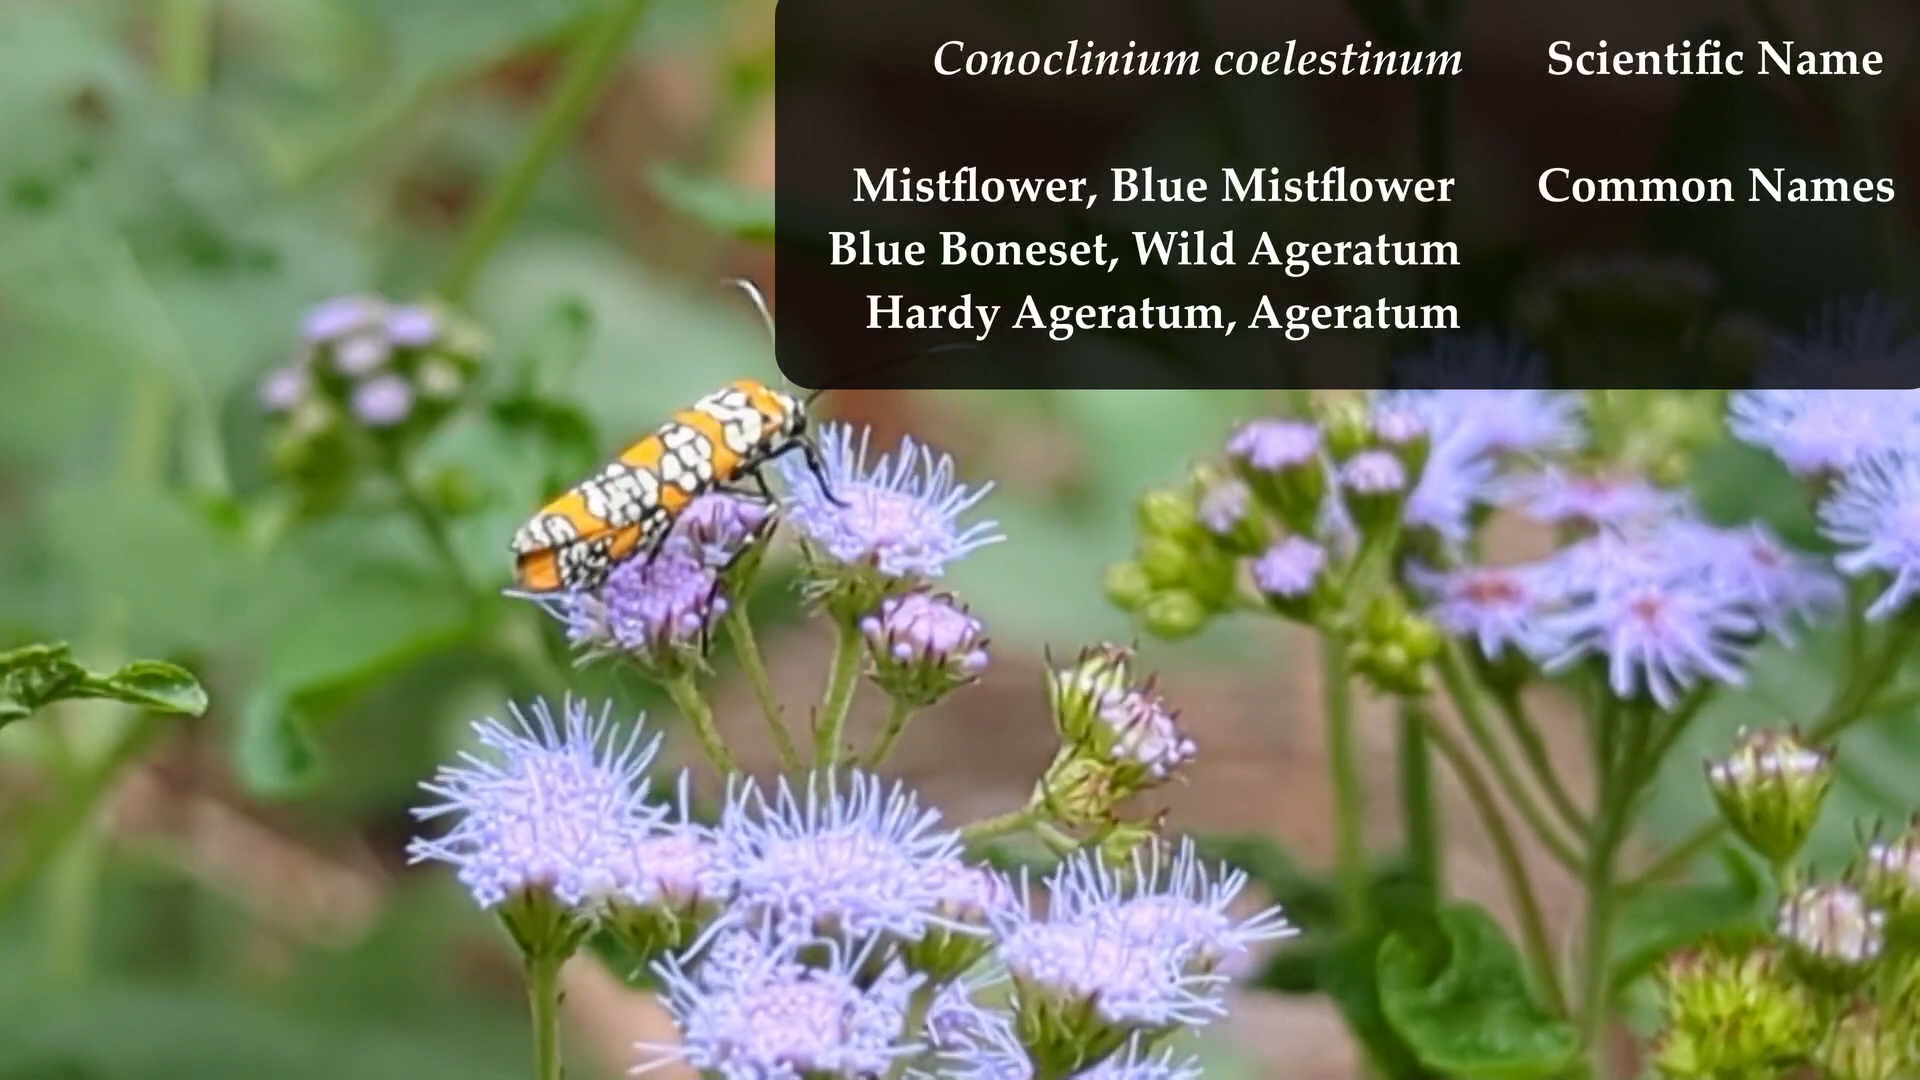 Conoclinium coelestinum Scientific Name
Mistflower, Blue Mistflower Common Names
Blue Boneset, Wild Ageratum
Hardy Ageratum, Ageratum